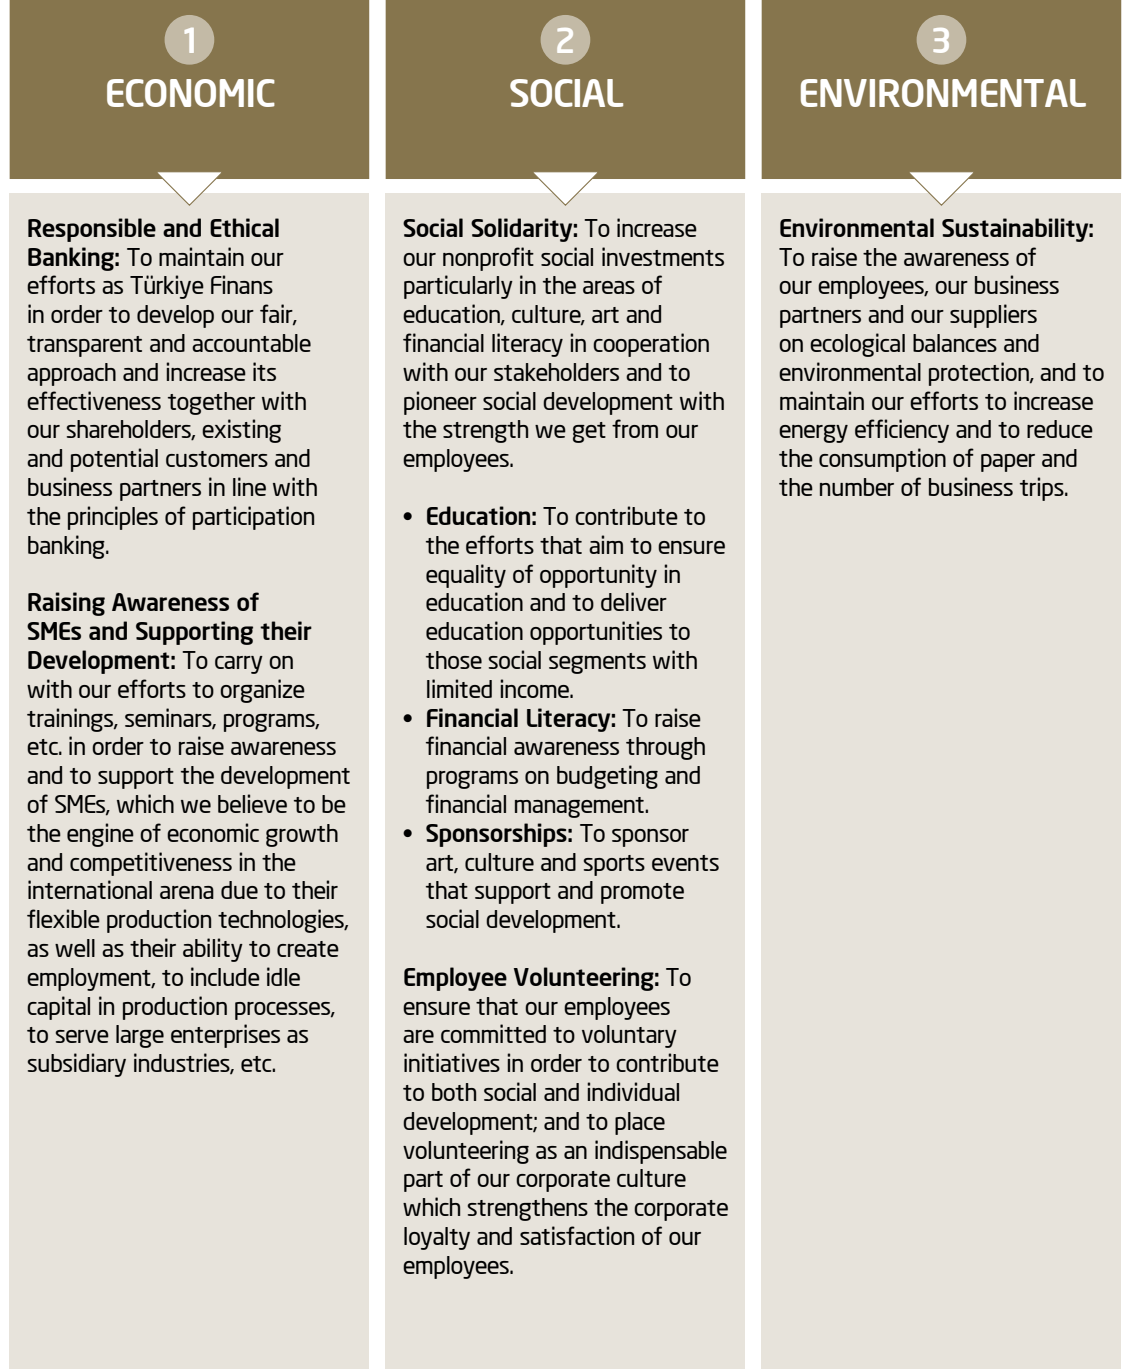 1
ECONOMIC
Responsible and Ethical
Banking: To maintain our
efforts as Türkiye Finans
in order to develop our fair,
transparent and accountable
approach and increase its
effectiveness together with
our shareholders, existing
and potential customers and
business partners in line with
the principles of participation
banking.
Raising Awareness of
SMEs and Supporting their
Development: To carry on
with our efforts to organize
trainings, seminars, programs,
etc. in order to raise awareness
and to support the development
of SMEs, which we believe to be
the engine of economic growth
and competitiveness in the
international arena due to their
flexible production technologies,
as well as their ability to create
employment, to include idle
capital in production processes,
to serve large enterprises as
subsidiary industries, etc.
2
SOCIAL
Social Solidarity: To increase
our nonprofit social investments
particularly in the areas of
education, culture, art and
financial literacy in cooperation
with our stakeholders and to
pioneer social development with
the strength we get from our
employees.
• Education: To contribute to
the efforts that aim to ensure
equality of opportunity in
education and to deliver
education opportunities to
those social segments with
limited income.
• Financial Literacy: To raise
financial awareness through
programs on budgeting and
financial management.
• Sponsorships: To sponsor
art, culture and sports events
that support and promote
social development.
Employee Volunteering: To
ensure that our employees
are committed to voluntary
initiatives in order to contribute
to both social and individual
development; and to place
volunteering as an indispensable
part of our corporate culture
which strengthens the corporate
loyalty and satisfaction of our
employees.
3
ENVIRONMENTAL
Environmental Sustainability:
To raise the awareness of
our employees, our business
partners and our suppliers
on ecological balances and
environmental protection, and to
maintain our efforts to increase
energy efficiency and to reduce
the consumption of paper and
the number of business trips.